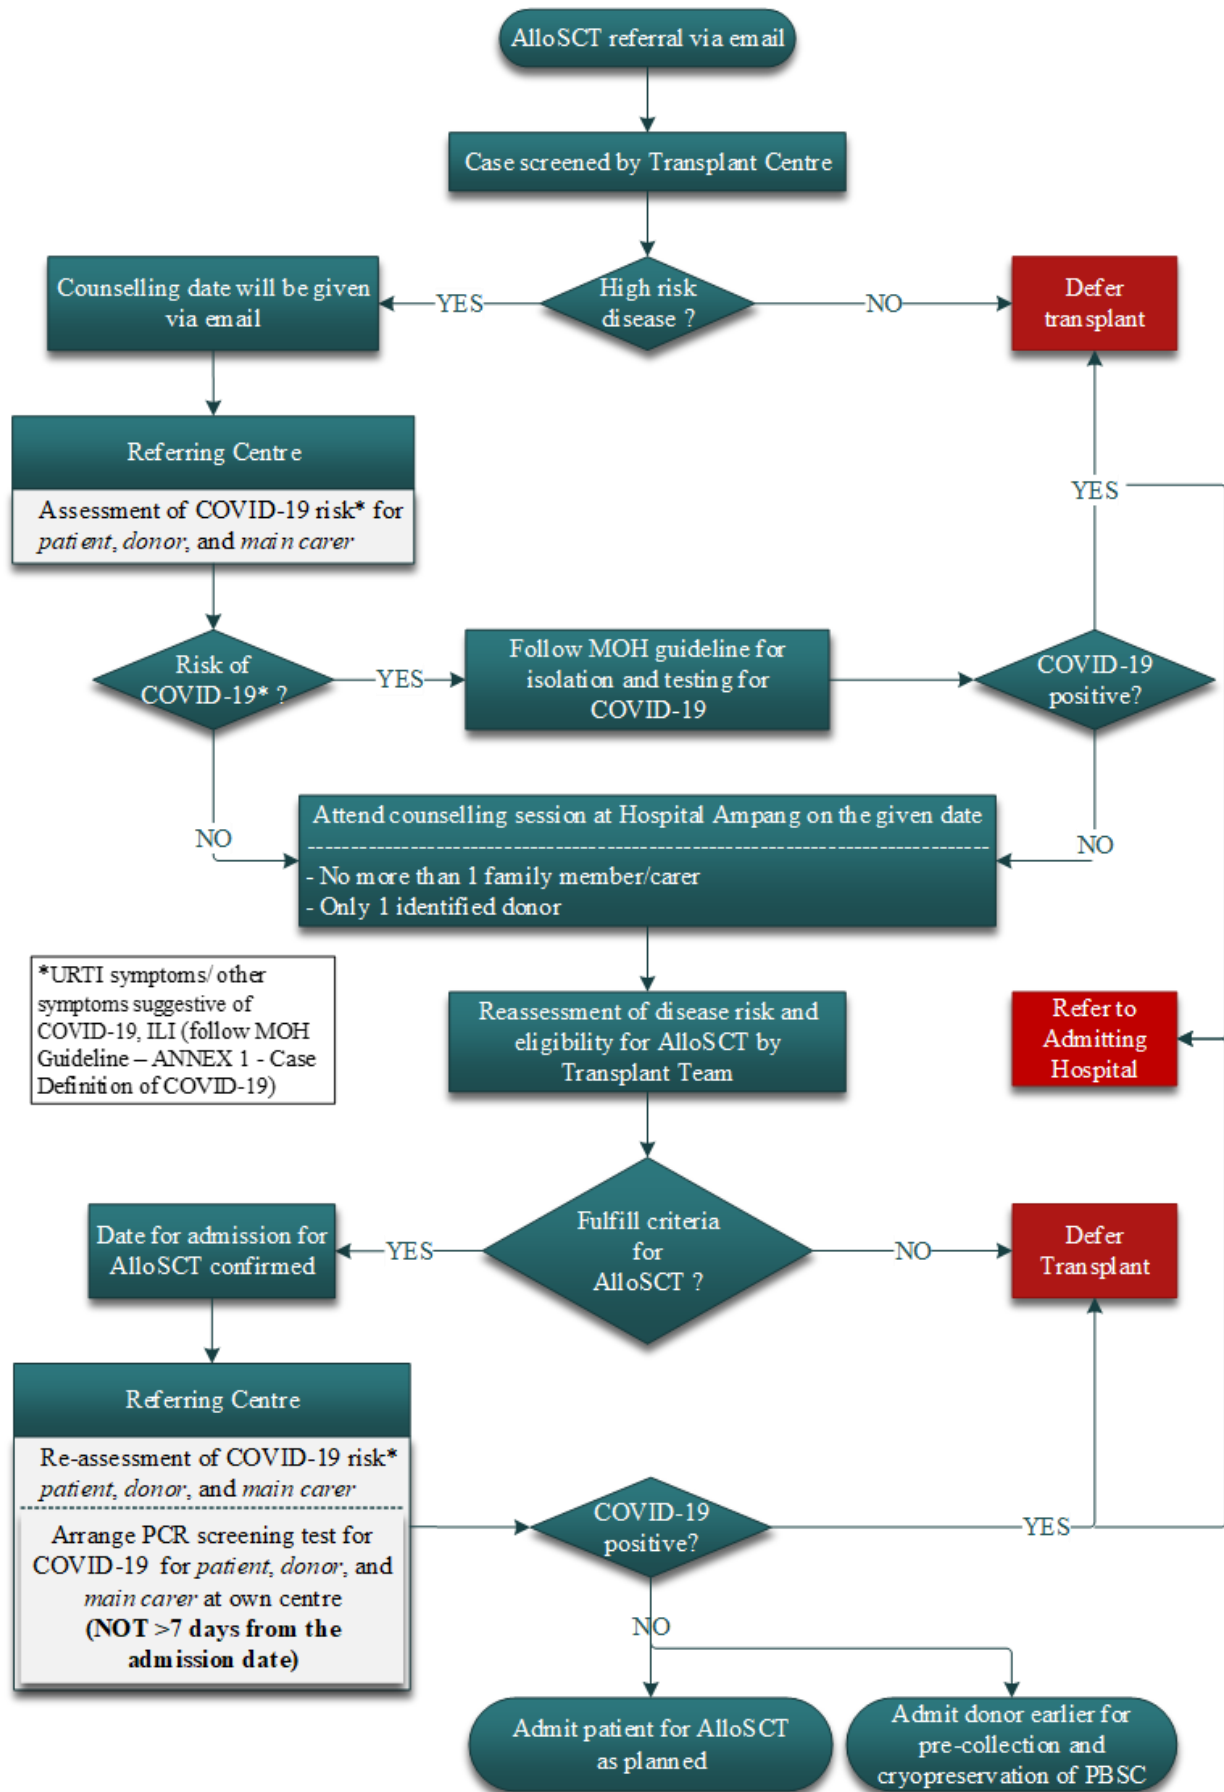 AlloSCT referral via email
Case screened by Transplant Centre
High risk
disease ?
YES
NO
Counselling date will be given
via email
Defer
transplant
Referring Centre
Assessment of COVID-19 risk* for
patient, donor, and main carer
YES
Risk of
COVID-19* ?
YES
Follow MOH guideline for
isolation and testing for
COVID-19
COVID-19
positive?
NO
NO
Attend counselling session at Hospital Ampang on the given date
- No more than 1 family member/carer
- Only 1 identified donor
*URTI symptoms/ other
symptoms suggestive of
COVID-19, ILI (follow MOH
Guideline – ANNEX 1 - Case
Definition of COVID-19)
Reassessment of disease risk and
eligibility for AlloSCT by
Transplant Team
Refer to
Admitting
Hospital
Fulfill criteria
for
AlloSCT ?
YES
NO
Date for admission for
AlloSCT confirmed
Defer
Transplant
Referring Centre
Re-assessment of COVID-19 risk*
patient, donor, and main carer
Arrange PCR screening test for
COVID-19 for patient, donor, and
main carer at own centre
(NOT >7 days from the
admission date)
COVID-19
positive?
YES
NO
Admit patient for AlloSCT
as planned
Admit donor earlier for
pre-collection and
cryopreservation of PBSC